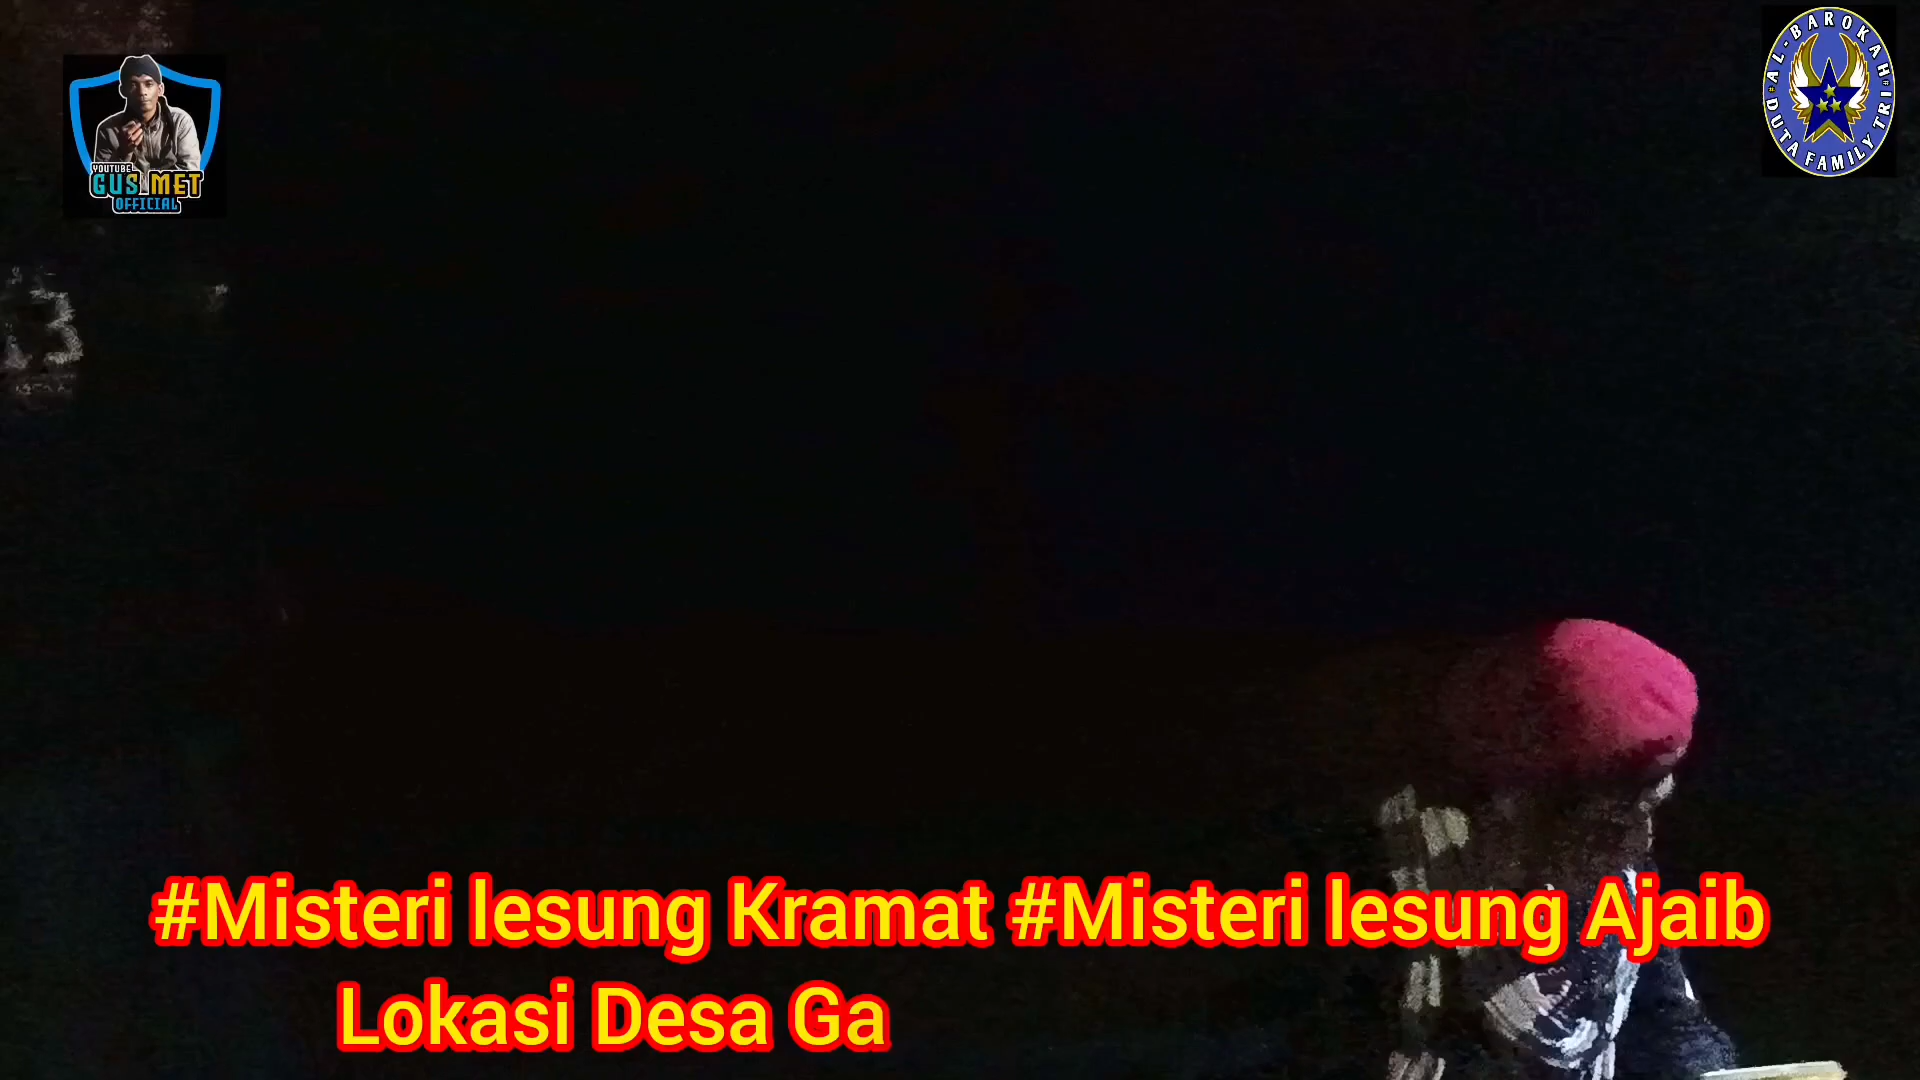 YOUTUBE
GUS MET
OFFICIAL
AL-BAROKAH
DUTA FAMILY TRI
#Misteri lesung Kramat #Misteri lesung Ajaib
Lokasi Desa Ga